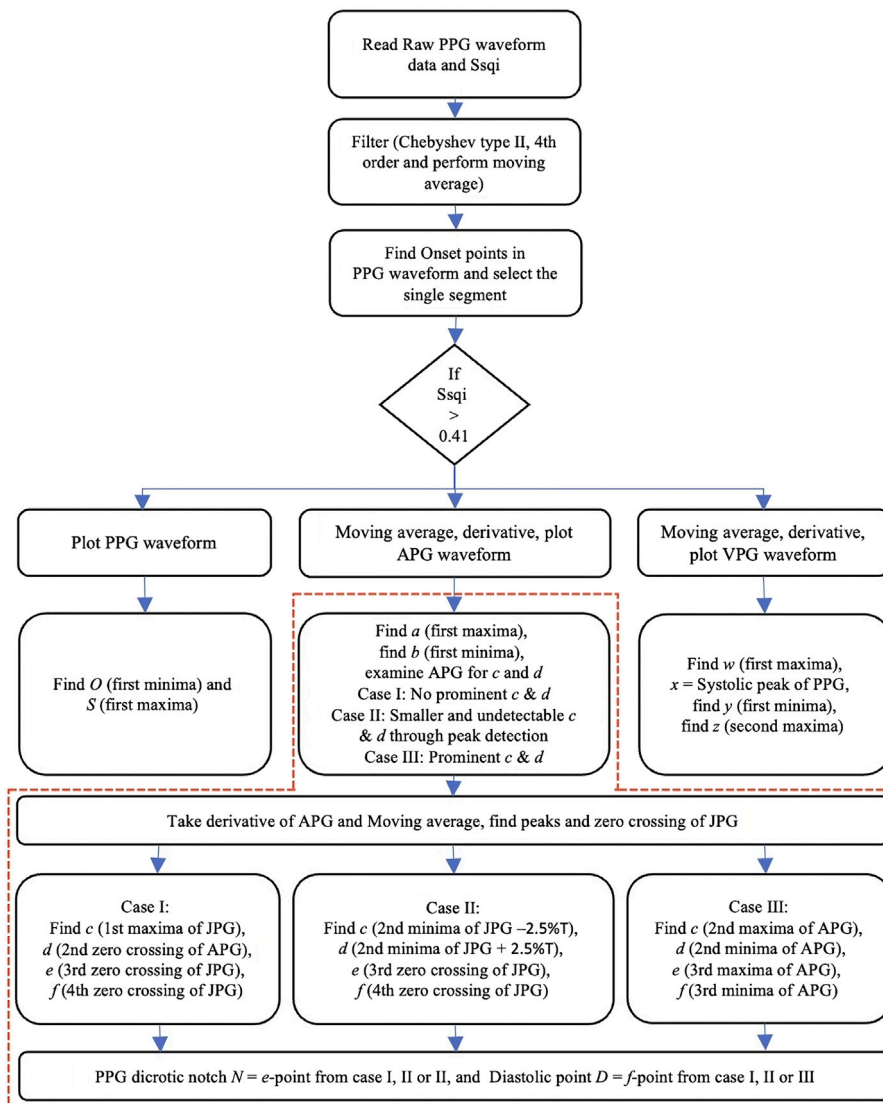 Read Raw PPG waveform
data and Ssqi
Filter (Chebyshev type II, 4th
order and perform moving
average)
Find Onset points in
PPG waveform and select the
single segment
If
Ssqi
>
0.41
Plot PPG waveform
Moving average, derivative, plot
APG waveform
Moving average, derivative,
plot VPG waveform
Find O (first minima) and
S (first maxima)
Find a (first maxima),
find b (first minima),
examine APG for c and d
Case I: No prominent c & d
Case II: Smaller and undetectable c
& d through peak detection
Case III: Prominent c & d
Find w (first maxima),
x = Systolic peak of PPG,
find y (first minima),
find z (second maxima)
Take derivative of APG and Moving average, find peaks and zero crossing of JPG
Case I:
Find c (1st maxima of JPG),
d (2nd zero crossing of APG),
e (3rd zero crossing of JPG),
f (4th zero crossing of JPG)
Case II:
Find c (2nd minima of JPG –2.5%T),
d (2nd minima of JPG + 2.5%T),
e (3rd zero crossing of JPG),
f (4th zero crossing of JPG)
Case III:
Find c (2nd maxima of APG),
d (2nd minima of APG),
e (3rd maxima of APG),
f (3rd minima of APG)
PPG dicrotic notch N = e-point from case I, II or II, and Diastolic point D = f-point from case I, II or III